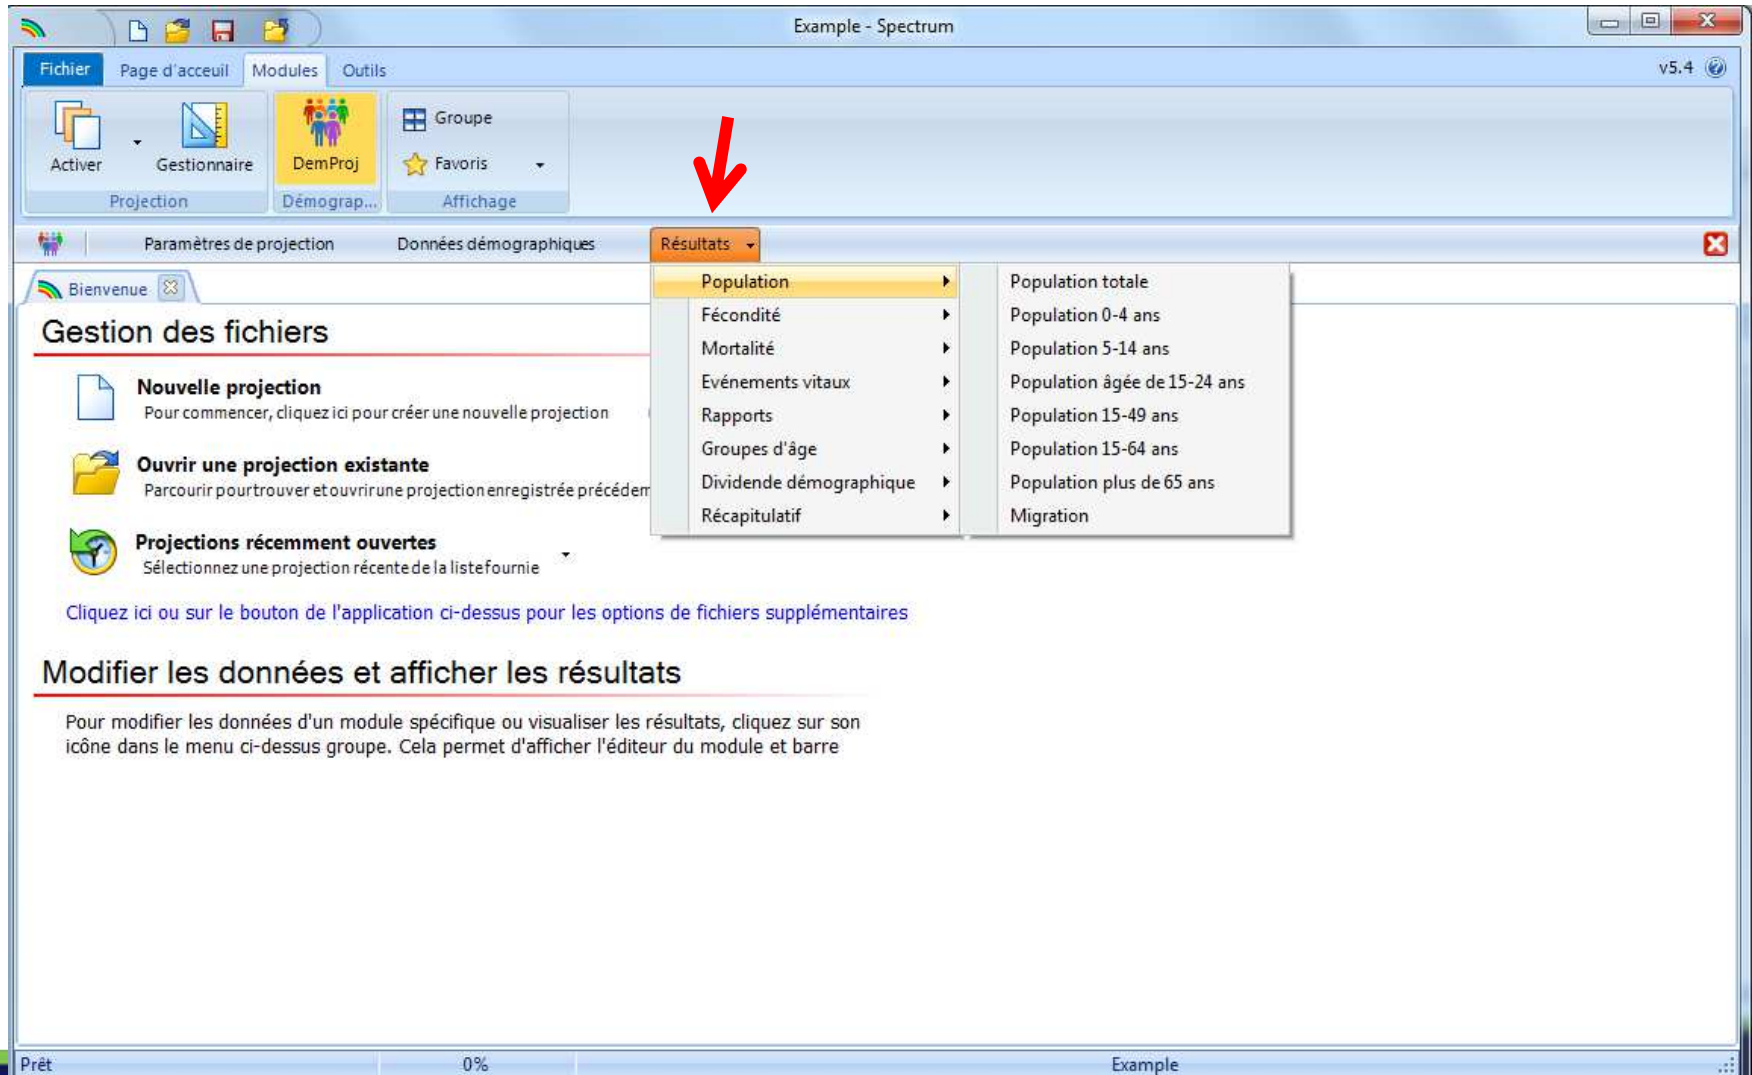 Example - Spectrum
Fichier Page d'acceuil Modules Outils v5.4
Activer Gestionnaire DemProj Groupe
Favoris
Projection Démograp... Affichage
Paramètres de projection Données démographiques Résultats
Bienvenue
Population
Fécondité
Mortalité
Evénements vitaux
Rapports
Groupes d'âge
Dividende démographique
Récapitulatif
Population totale
Population 0-4 ans
Population 5-14 ans
Population âgée de 15-24 ans
Population 15-49 ans
Population 15-64 ans
Population plus de 65 ans
Migration
Gestion des fichiers
Nouvelle projection
Pour commencer, cliquez ici pour créer une nouvelle projection
Ouvrir une projection existante
Parcourir pour trouver et ouvrir une projection enregistrée précédem
Projections récemment ouvertes
Sélectionnez une projection récente de la liste fournie
Cliquez ici ou sur le bouton de l'application ci-dessus pour les options de fichiers supplémentaires
Modifier les données et afficher les résultats
Pour modifier les données d'un module spécifique ou visualiser les résultats, cliquez sur son
icône dans le menu ci-dessus groupe. Cela permet d'afficher l'éditeur du module et barre
Prêt 0% Example